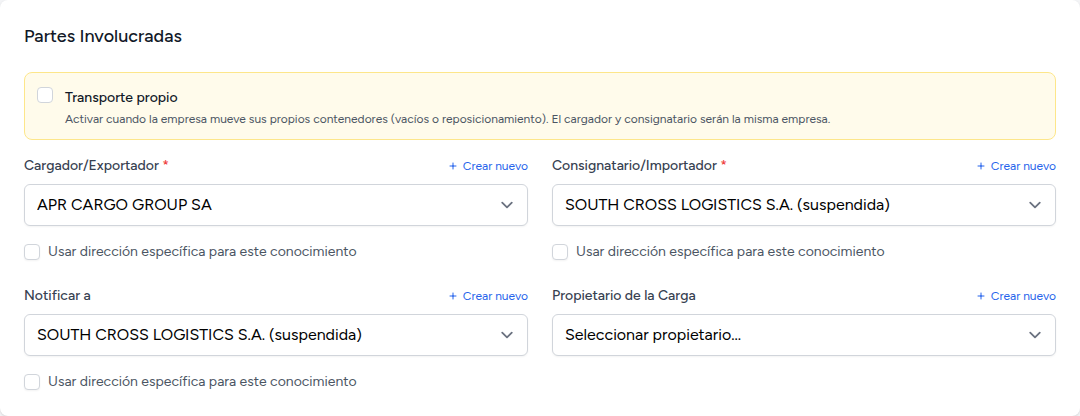 Partes Involucradas
Transporte propio
Activar cuando la empresa mueve sus propios contenedores (vacíos o reposicionamiento). El cargador y consignatario serán la misma empresa.
Cargador/Exportador *
+ Crear nuevo
Consignatario/Importador *
+ Crear nuevo
APR CARGO GROUP SA
SOUTH CROSS LOGISTICS S.A. (suspendida)
Usar dirección específica para este conocimiento
Usar dirección específica para este conocimiento
Notificar a
+ Crear nuevo
Propietario de la Carga
+ Crear nuevo
SOUTH CROSS LOGISTICS S.A. (suspendida)
Seleccionar propietario...
Usar dirección específica para este conocimiento